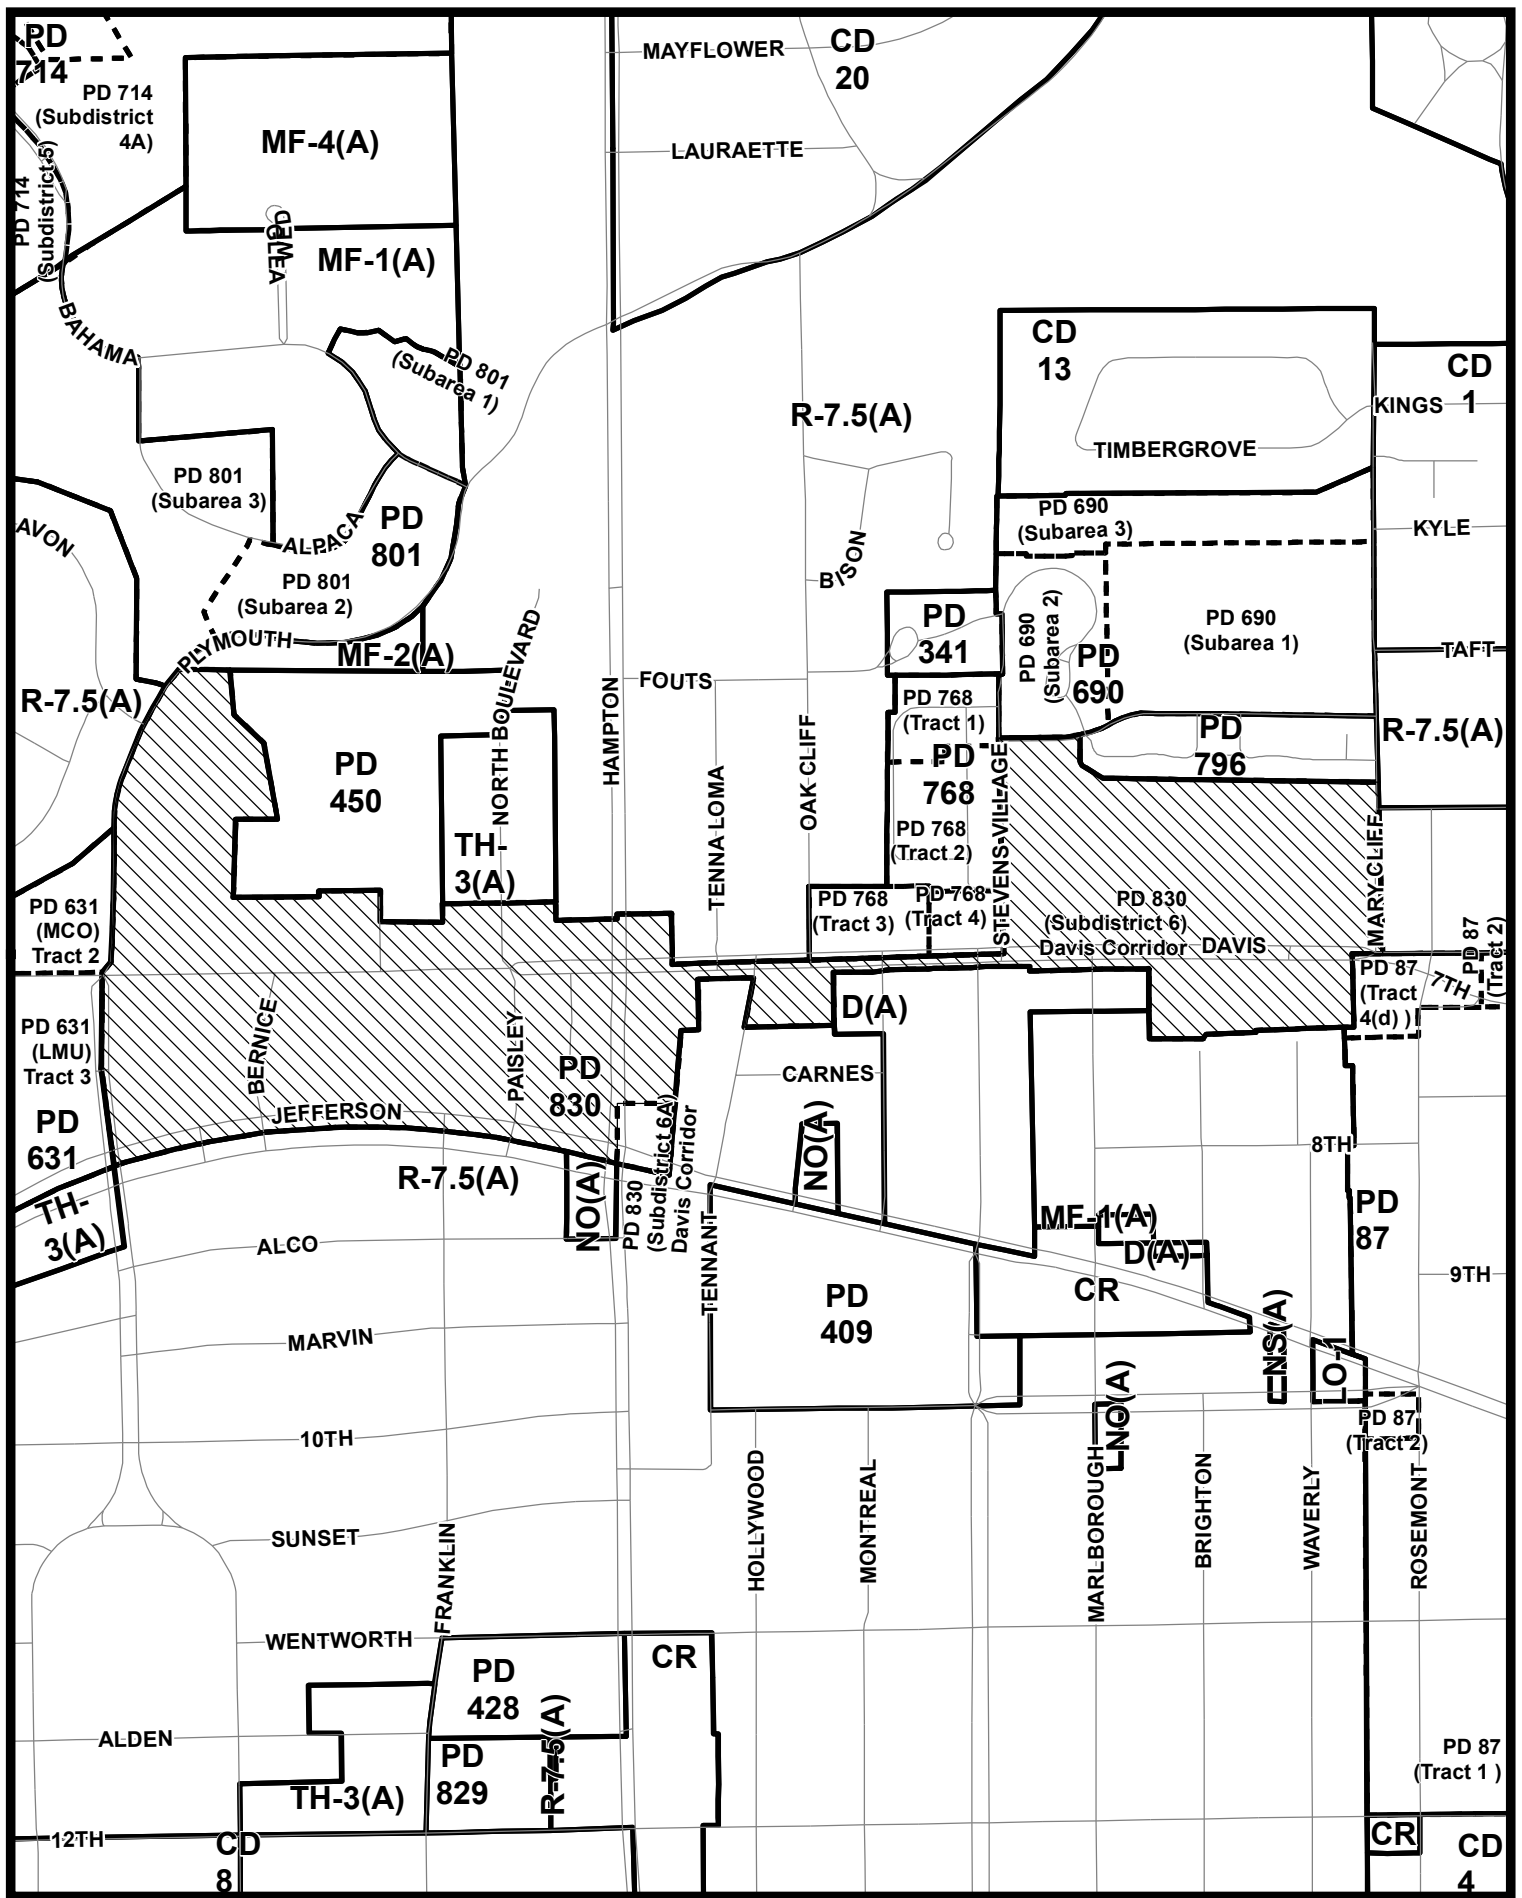 PD
714
PD 714
(Subdistrict
4A)
PD 714
(Subdistrict 5)
MF-4(A)
MF-1(A)
MAYFLOWER
CD
20
LAURAETTE
BAHAMA
PD 801
(Subarea 1)
CD
13
CD
1
KINGS
TIMBERGROVE
R-7.5(A)
PD 801
(Subarea 3)
PD
801
ALPACA
AVON
PD 690
(Subarea 3)
KYLE
BISON
PD 801
(Subarea 2)
PLYMOUTH
MF-2(A)
NORTH BOULEVARD
PD
341
PD 690
(Subarea 2)
PD
690
PD 690
(Subarea 1)
TAFT
R-7.5(A)
FOUTS
HAMPTON
PD 768
(Tract 1)
PD
768
PD 768
(Tract 2)
PD
796
R-7.5(A)
PD
450
TH-
3(A)
TENNA LOMA
OAK CLIFF
STEVENS VILLAGE
MARY CLIFF
PD 768
(Tract 3)
PD 768
(Tract 4)
PD 830
(Subdistrict 6)
Davis Corridor
DAVIS
PD 631
(MCO)
Tract 2
PD 87
(Tract 2)
PD 87
(Tract
4(d) )
7TH
D(A)
PD 631
(LMU)
Tract 3
BERNICE
PAISLEY
PD
830
CARNES
JEFFERSON
PD
631
NO(A)
8TH
R-7.5(A)
NO(A)
PD 830
(Subdistrict 6A)
Davis Corridor
TH-
3(A)
ALCO
TENNANT
MF-1(A)
D(A)
PD
87
9TH
CR
PD
409
MARVIN
NS(A)
LO-1
NO(A)
PD 87
(Tract 2)
10TH
HOLLYWOOD
MONTREAL
MARLBOROUGH
BRIGHTON
WAVERLY
ROSEMONT
SUNSET
FRANKLIN
WENTWORTH
CR
PD
428
ALDEN
PD
829
R-7.5(A)
TH-3(A)
PD 87
(Tract 1 )
12TH
CD
8
CR
CD
4